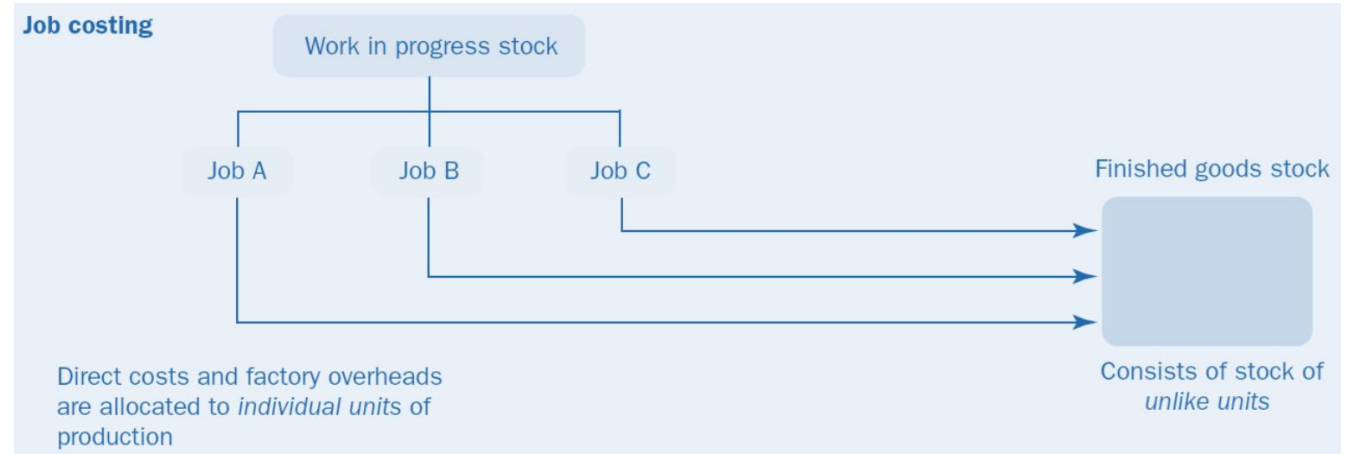 Job costing
Work in progress stock
Job A
Job B
Job C
Finished goods stock
Direct costs and factory overheads
are allocated to individual units of
production
Consists of stock of
unlike units